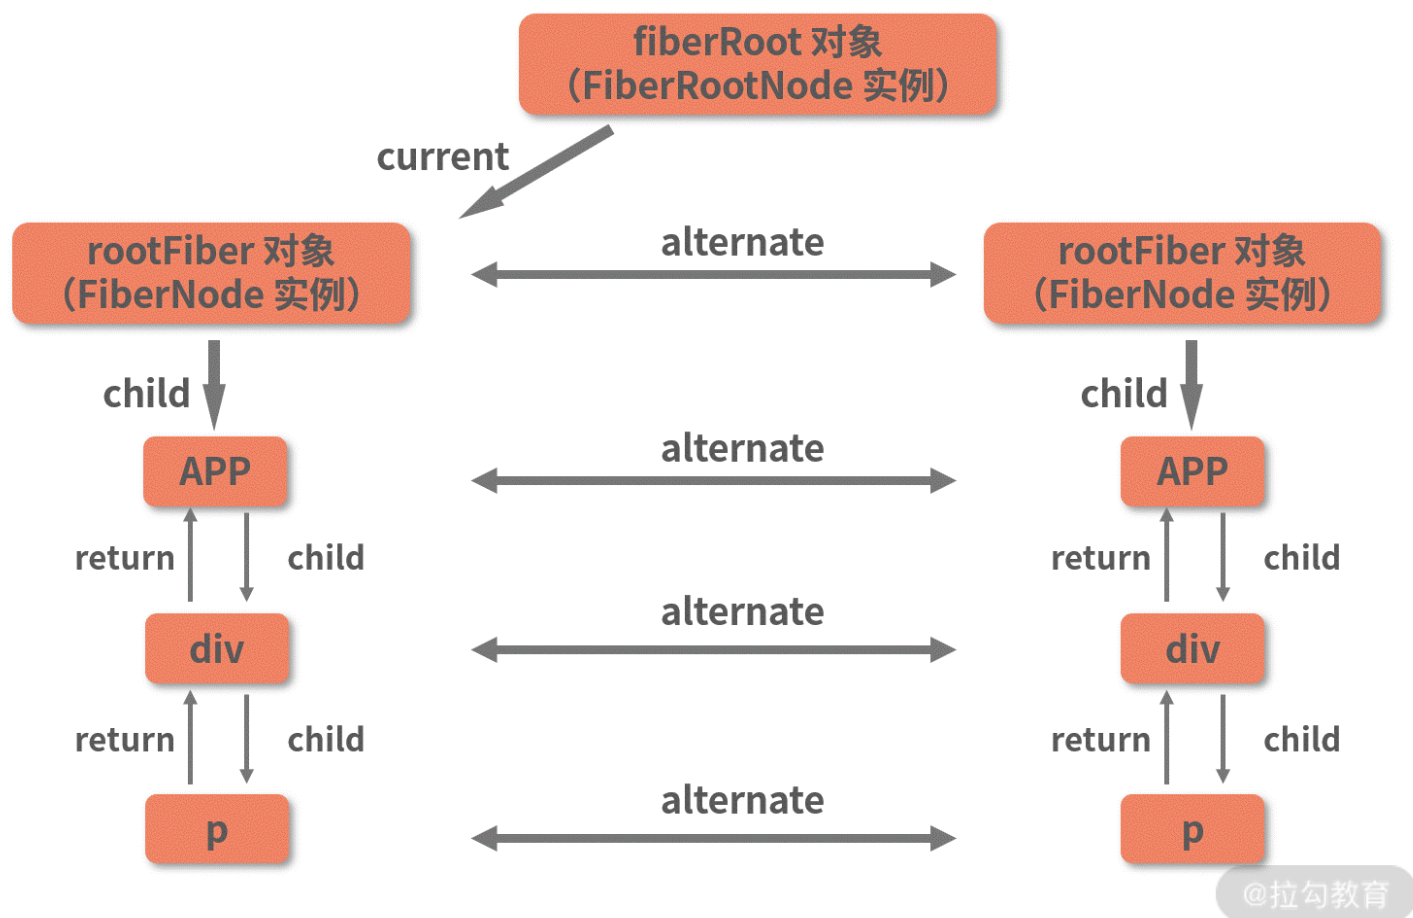 fiberRoot 对象
（FiberRootNode 实例）
current
rootFiber 对象
（FiberNode 实例）
alternate
rootFiber 对象
（FiberNode 实例）
child
child
APP
alternate
APP
return
child
return
child
div
alternate
div
return
child
return
child
p
alternate
p
@拉勾教育